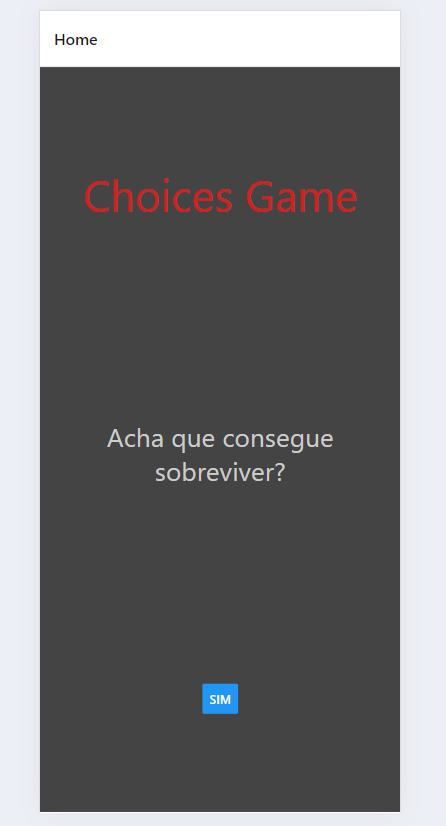 Home
Choices Game
Acha que consegue
sobreviver?
SIM